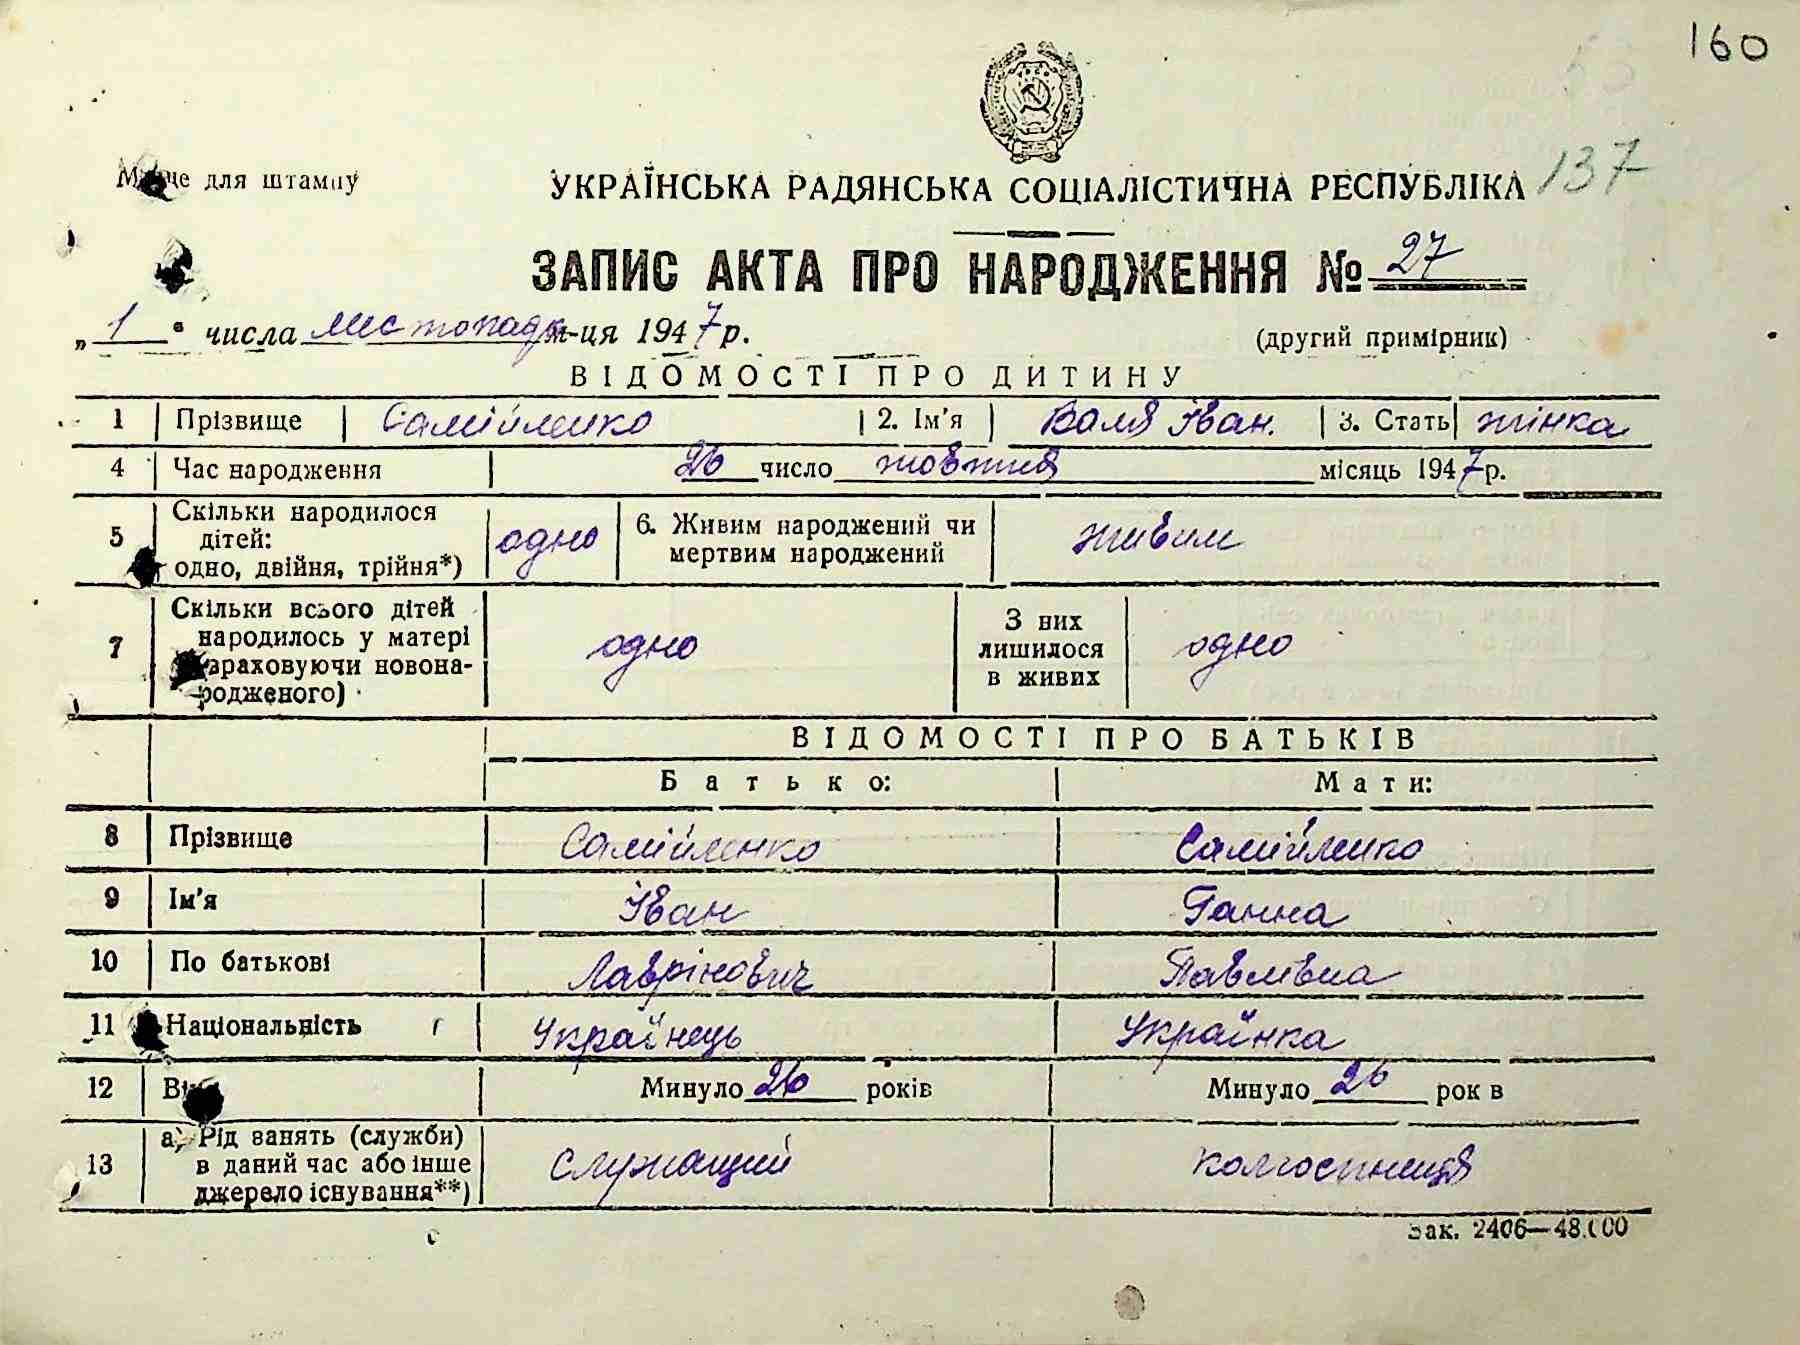 160
137
Місце для штампу
УКРАЇНСЬКА РАДЯНСЬКА СОЦІАЛІСТИЧНА РЕСПУБЛІКА
ЗАПИС АКТА ПРО НАРОДЖЕННЯ № 27
„1“ числа листопада м-ця 1947 р.
(другий примірник)
ВІДОМОСТІ ПРО ДИТИНУ
1 Прізвище Самійленко 2. Ім'я Валя Іван. 3. Стать жінка
4 Час народження 26 число жовтня місяць 1947 р.
5 Скільки народилося дітей: одно, двійня, трійня*) одно 6. Живим народжений чи мертвим народжений живим
7 Скільки всього дітей народилось у матері враховуючи новонародженого) одно З них лишилося в живих одно
ВІДОМОСТІ ПРО БАТЬКІВ
Батько: Мати:
8 Прізвище Самійленко Самійленко
9 Ім'я Іван Ганна
10 По батькові Лаврінович Павлівна
11 Національність Українець Українка
12 Вік Минуло 26 років Минуло 26 рок в
13 а) Рід занять (служби) в даний час або інше джерело існування**) служащий колгоспниця
Зак. 2406—48.000